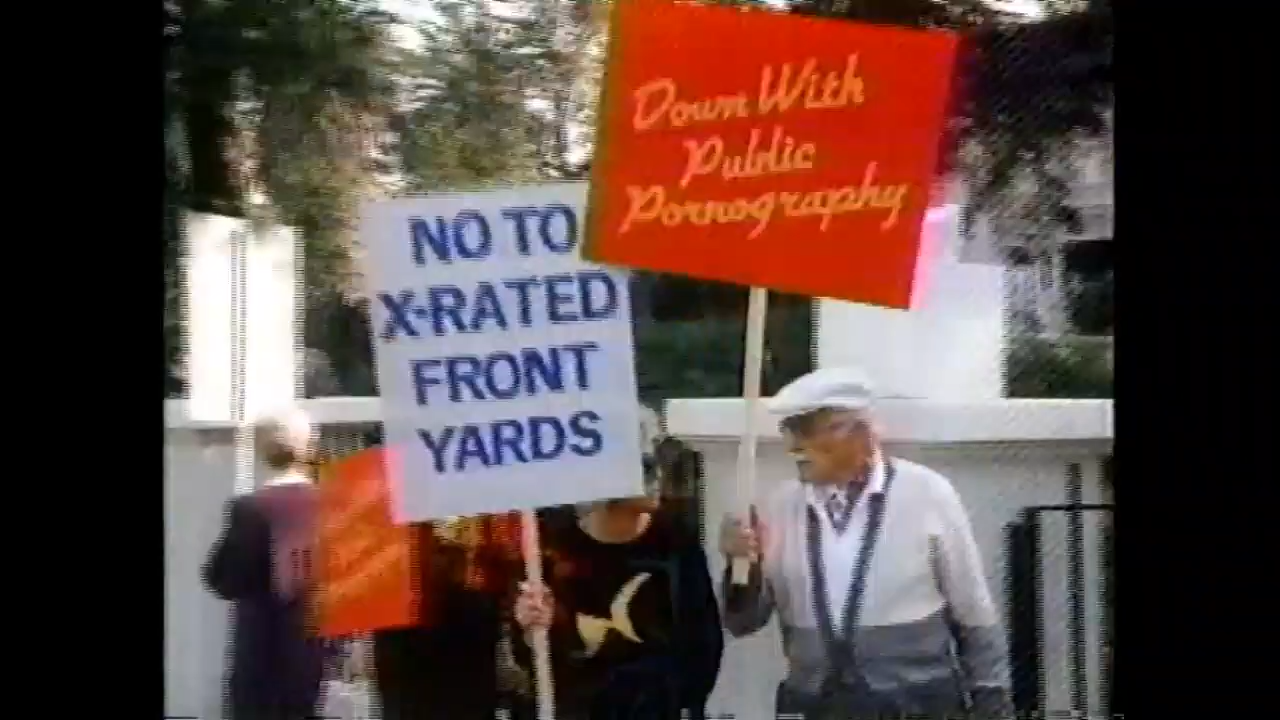 Down With
Public
Pornography
NO TO
X-RATED
FRONT
YARDS